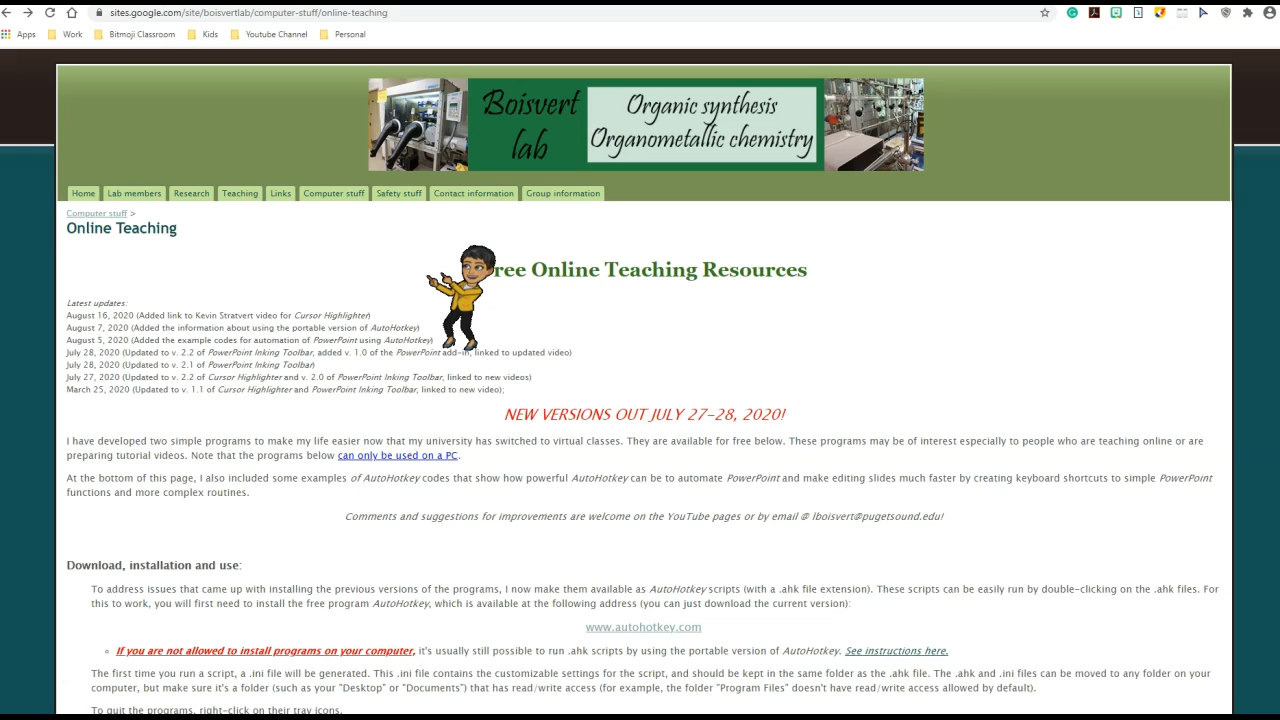 sites.google.com/site/boisvertlab/computer-stuff/online-teaching
Apps Work Bitmoji Classroom Kids Youtube Channel Personal
Boisvert lab
Organic synthesis
Organometallic chemistry
Home Lab members Research Teaching Links Computer stuff Safety stuff Contact information Group information
Computer stuff >
Online Teaching
ree Online Teaching Resources
Latest updates:
August 16, 2020 (Added link to Kevin Stratvert video for Cursor Highlighter)
August 7, 2020 (Added the information about using the portable version of AutoHotkey)
August 5, 2020 (Added the example codes for automation of PowerPoint using AutoHotkey)
July 28, 2020 (Updated to v. 2.2 of PowerPoint Inking Toolbar, added v. 1.0 of the PowerPoint add-in, linked to updated video)
July 28, 2020 (Updated to v. 2.1 of PowerPoint Inking Toolbar)
July 27, 2020 (Updated to v. 2.2 of Cursor Highlighter and v. 2.0 of PowerPoint Inking Toolbar, linked to new videos)
March 25, 2020 (Updated to v. 1.1 of Cursor Highlighter and PowerPoint Inking Toolbar, linked to new video);
NEW VERSIONS OUT JULY 27-28, 2020!
I have developed two simple programs to make my life easier now that my university has switched to virtual classes. They are available for free below. These programs may be of interest especially to people who are teaching online or are
preparing tutorial videos. Note that the programs below can only be used on a PC.
At the bottom of this page, I also included some examples of AutoHotkey codes that show how powerful AutoHotkey can be to automate PowerPoint and make editing slides much faster by creating keyboard shortcuts to simple PowerPoint
functions and more complex routines.
Comments and suggestions for improvements are welcome on the YouTube pages or by email @ lboisvert@pugetsound.edu!
Download, installation and use:
To address issues that came up with installing the previous versions of the programs, I now make them available as AutoHotkey scripts (with a .ahk file extension). These scripts can be easily run by double-clicking on the .ahk files. For
this to work, you will first need to install the free program AutoHotkey, which is available at the following address (you can just download the current version):
www.autohotkey.com
If you are not allowed to install programs on your computer, it's usually still possible to run .ahk scripts by using the portable version of AutoHotkey. See instructions here.
The first time you run a script, a .ini file will be generated. This .ini file contains the customizable settings for the script, and should be kept in the same folder as the .ahk file. The .ahk and .ini files can be moved to any folder on your
computer, but make sure it's a folder (such as your "Desktop" or "Documents") that has read/write access (for example, the folder "Program Files" doesn't have read/write access allowed by default).
To quit the programs, right-click on their tray icons.